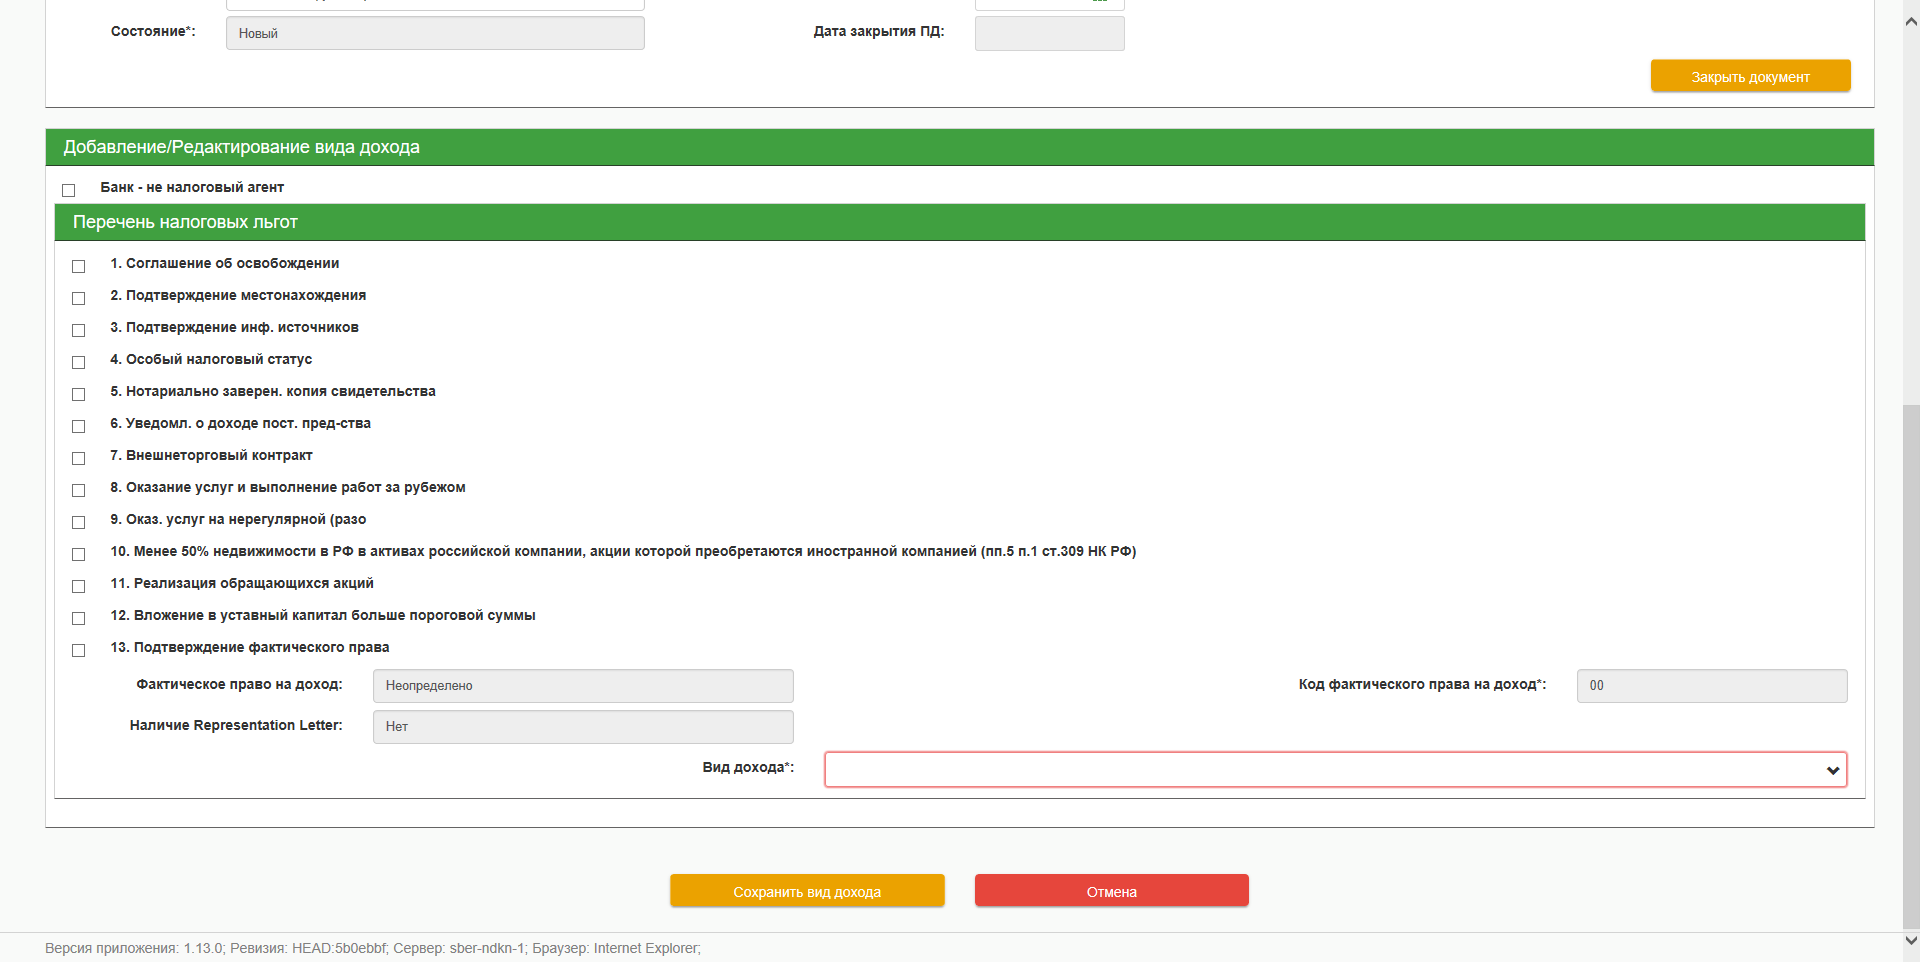 Состояние*:
Новый
Дата закрытия ПД:
Закрыть документ
Добавление/Редактирование вида дохода
Банк - не налоговый агент
Перечень налоговых льгот
1. Соглашение об освобождении
2. Подтверждение местонахождения
3. Подтверждение инф. источников
4. Особый налоговый статус
5. Нотариально заверен. копия свидетельства
6. Уведомл. о доходе пост. пред-ства
7. Внешнеторговый контракт
8. Оказание услуг и выполнение работ за рубежом
9. Оказ. услуг на нерегулярной (разо
10. Менее 50% недвижимости в РФ в активах российской компании, акции которой преобретаются иностранной компанией (пп.5 п.1 ст.309 НК РФ)
11. Реализация обращающихся акций
12. Вложение в уставный капитал больше пороговой суммы
13. Подтверждение фактического права
Фактическое право на доход:
Неопределено
Код фактического права на доход*:
00
Наличие Representation Letter:
Нет
Вид дохода*:
Сохранить вид дохода
Отмена
Версия приложения: 1.13.0; Ревизия: HEAD:5b0ebbf; Сервер: sber-ndkn-1; Браузер: Internet Explorer;